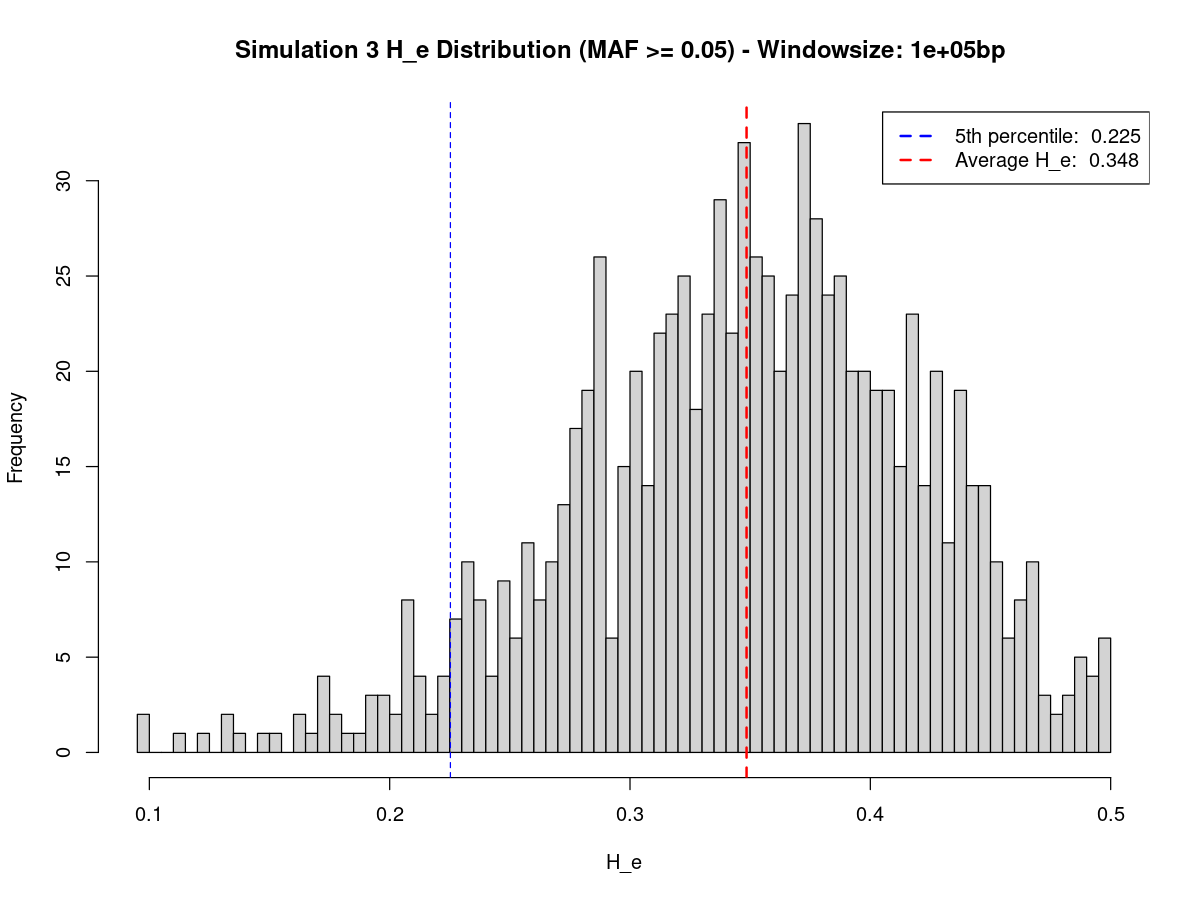 Simulation 3 H_e Distribution (MAF >= 0.05) - Windowsize: 1e+05bp
5th percentile:  0.225
Average H_e:  0.348
Frequency
30
25
20
15
10
5
0
0.1
0.2
0.3
0.4
0.5
H_e